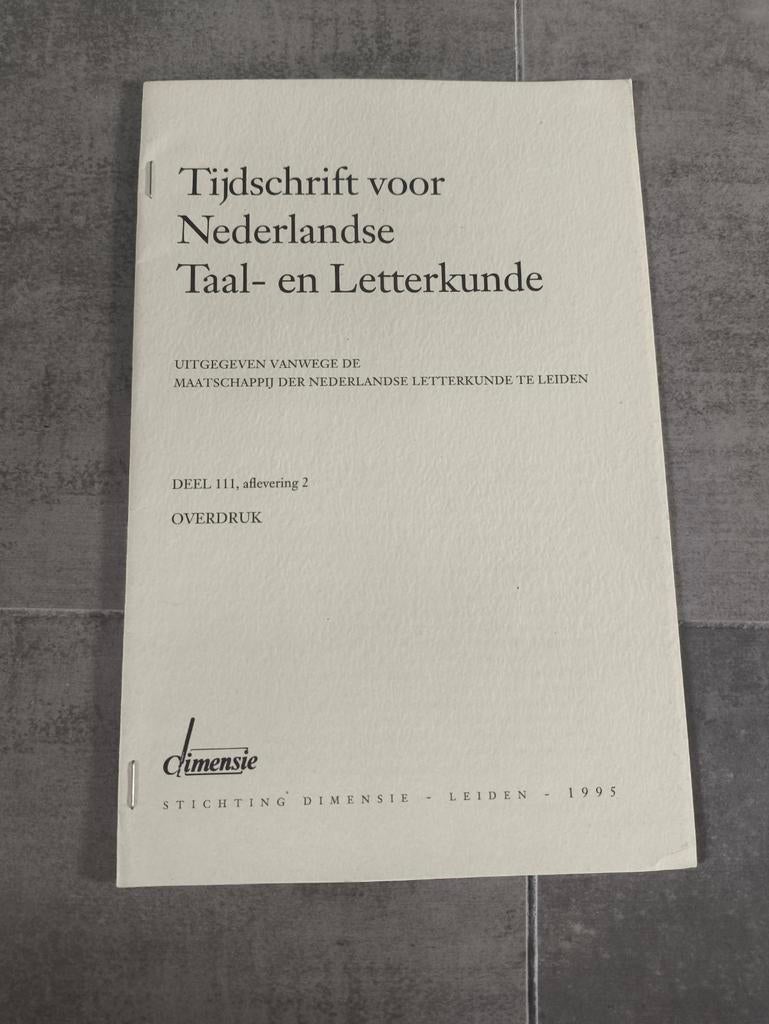 Tijdschrift voor
Nederlandse
Taal- en Letterkunde
UITGEGEVEN VANWEGE DE
MAATSCHAPPIJ DER NEDERLANDSE LETTERKUNDE TE LEIDEN
DEEL 111, aflevering 2
OVERDRUK
dimensie
STICHTING DIMENSIE - LEIDEN - 1995